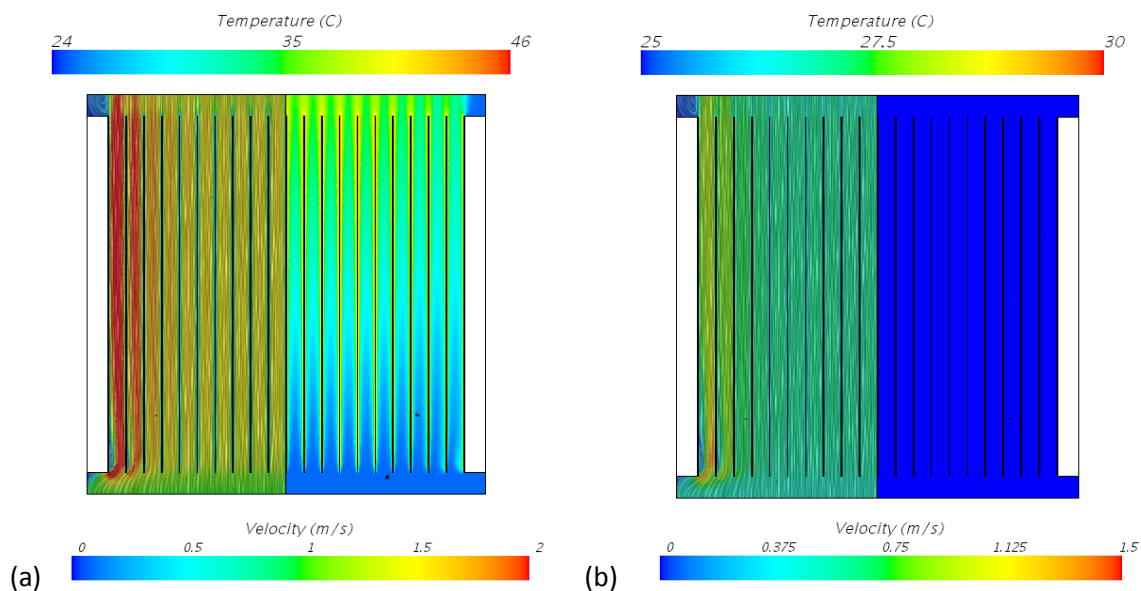 Temperature (C)
24 35 46
Temperature (C)
25 27.5 30
Velocity (m/s)
0 0.5 1 1.5 2
(a)
Velocity (m/s)
0 0.375 0.75 1.125 1.5
(b)